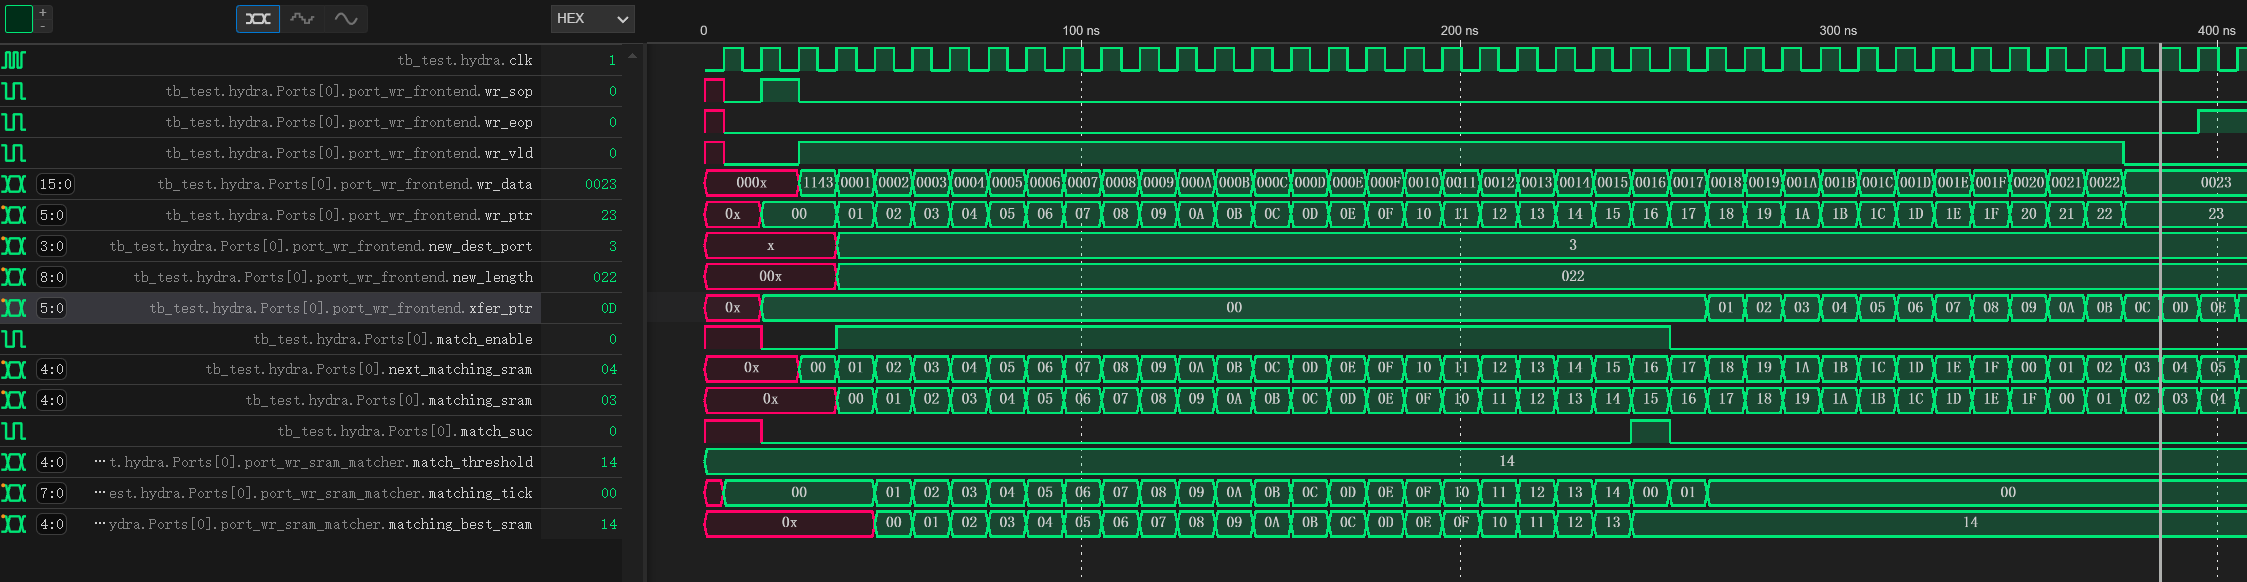 +
-
HEX
0 100 ns 200 ns 300 ns 400 ns
tb_test.hydra.clk 1
tb_test.hydra.Ports[0].port_wr_frontend.wr_sop 0
tb_test.hydra.Ports[0].port_wr_frontend.wr_eop 0
tb_test.hydra.Ports[0].port_wr_frontend.wr_vld 0
15:0 tb_test.hydra.Ports[0].port_wr_frontend.wr_data 0023 000x 1143 0001 0002 0003 0004 0005 0006 0007 0008 0009 000A 000B 000C 000D 000E 000F 0010 0011 0012 0013 0014 0015 0016 0017 0018 0019 001A 001B 001C 001D 001E 001F 0020 0021 0022 0023
5:0 tb_test.hydra.Ports[0].port_wr_frontend.wr_ptr 23 0x 00 01 02 03 04 05 06 07 08 09 0A 0B 0C 0D 0E 0F 10 11 12 13 14 15 16 17 18 19 1A 1B 1C 1D 1E 1F 20 21 22 23
3:0 tb_test.hydra.Ports[0].port_wr_frontend.new_dest_port 3 x 3
8:0 tb_test.hydra.Ports[0].port_wr_frontend.new_length 022 00x 022
5:0 tb_test.hydra.Ports[0].port_wr_frontend.xfer_ptr 0D 0x 00 01 02 03 04 05 06 07 08 09 0A 0B 0C 0D 0E
tb_test.hydra.Ports[0].match_enable 0
4:0 tb_test.hydra.Ports[0].next_matching_sram 04 0x 00 01 02 03 04 05 06 07 08 09 0A 0B 0C 0D 0E 0F 10 11 12 13 14 15 16 17 18 19 1A 1B 1C 1D 1E 1F 00 01 02 03 04 05
4:0 tb_test.hydra.Ports[0].matching_sram 03 0x 00 01 02 03 04 05 06 07 08 09 0A 0B 0C 0D 0E 0F 10 11 12 13 14 15 16 17 18 19 1A 1B 1C 1D 1E 1F 00 01 02 03 04
tb_test.hydra.Ports[0].match_suc 0
4:0 ···t.hydra.Ports[0].port_wr_sram_matcher.match_threshold 14 14
7:0 ···est.hydra.Ports[0].port_wr_sram_matcher.matching_tick 00 00 01 02 03 04 05 06 07 08 09 0A 0B 0C 0D 0E 0F 10 11 12 13 14 00 01 00
4:0 ···ydra.Ports[0].port_wr_sram_matcher.matching_best_sram 14 0x 00 01 02 03 04 05 06 07 08 09 0A 0B 0C 0D 0E 0F 10 11 12 13 14